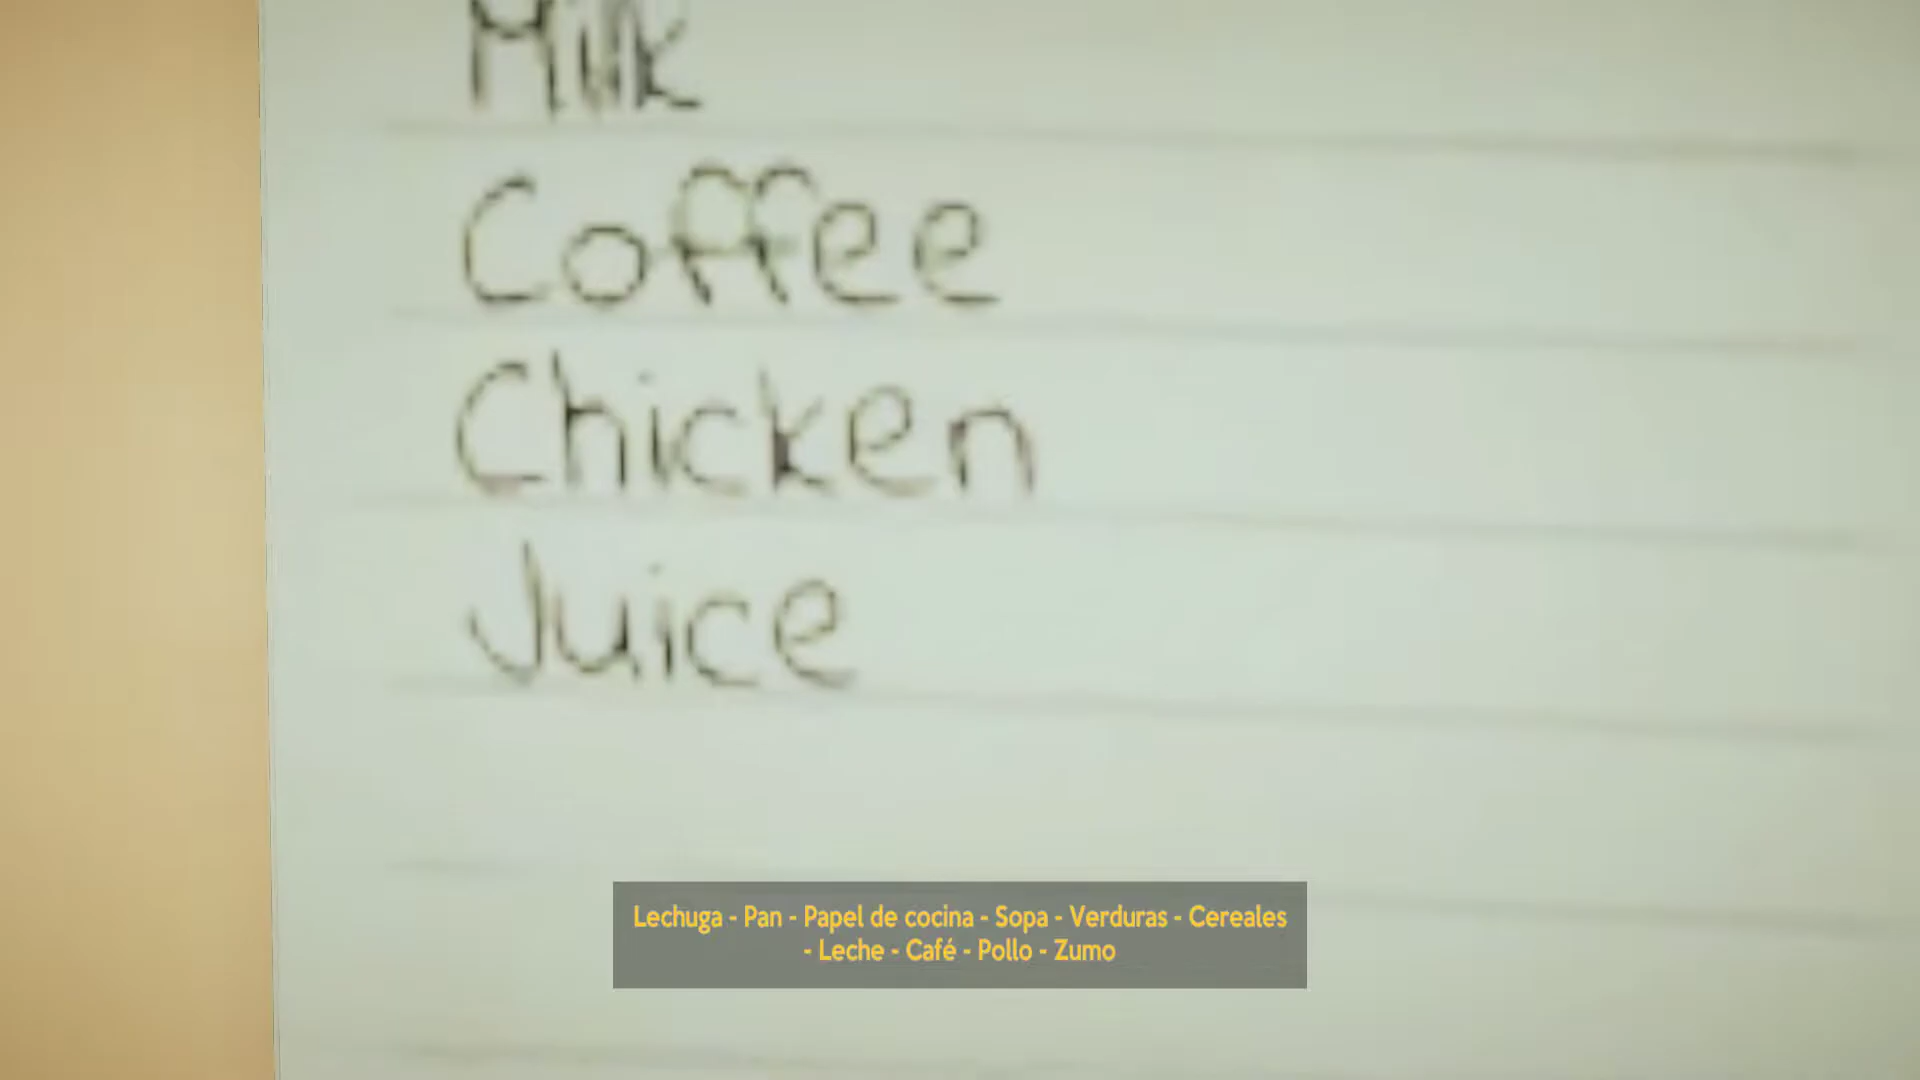 Milk
Coffee
Chicken
Juice
Lechuga - Pan - Papel de cocina - Sopa - Verduras - Cereales
- Leche - Café - Pollo - Zumo